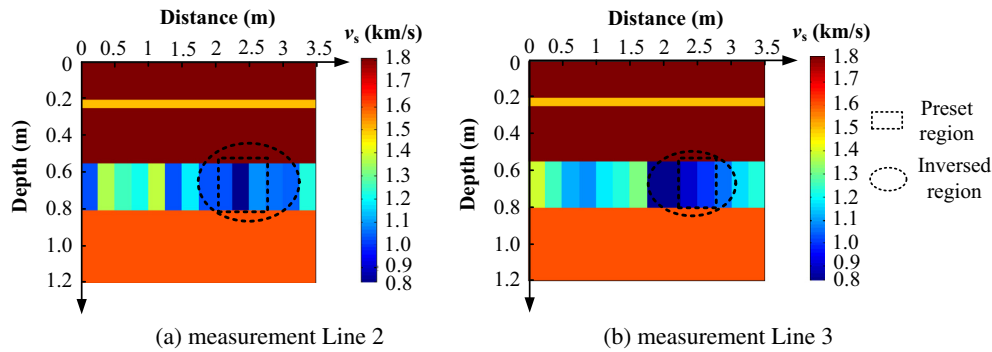 Distance (m)
0 0.5 1 1.5 2 2.5 3 3.5
vs (km/s)
Depth (m)
0
0.2
0.4
0.6
0.8
1.0
1.2
1.8
1.7
1.6
1.5
1.4
1.3
1.2
1.1
1.0
0.9
0.8
(a) measurement Line 2
Distance (m)
0 0.5 1 1.5 2 2.5 3 3.5
vs (km/s)
Depth (m)
0
0.2
0.4
0.6
0.8
1.0
1.2
1.8
1.7
1.6
1.5
1.4
1.3
1.2
1.1
1.0
0.9
0.8
(b) measurement Line 3
Preset
region
Inversed
region